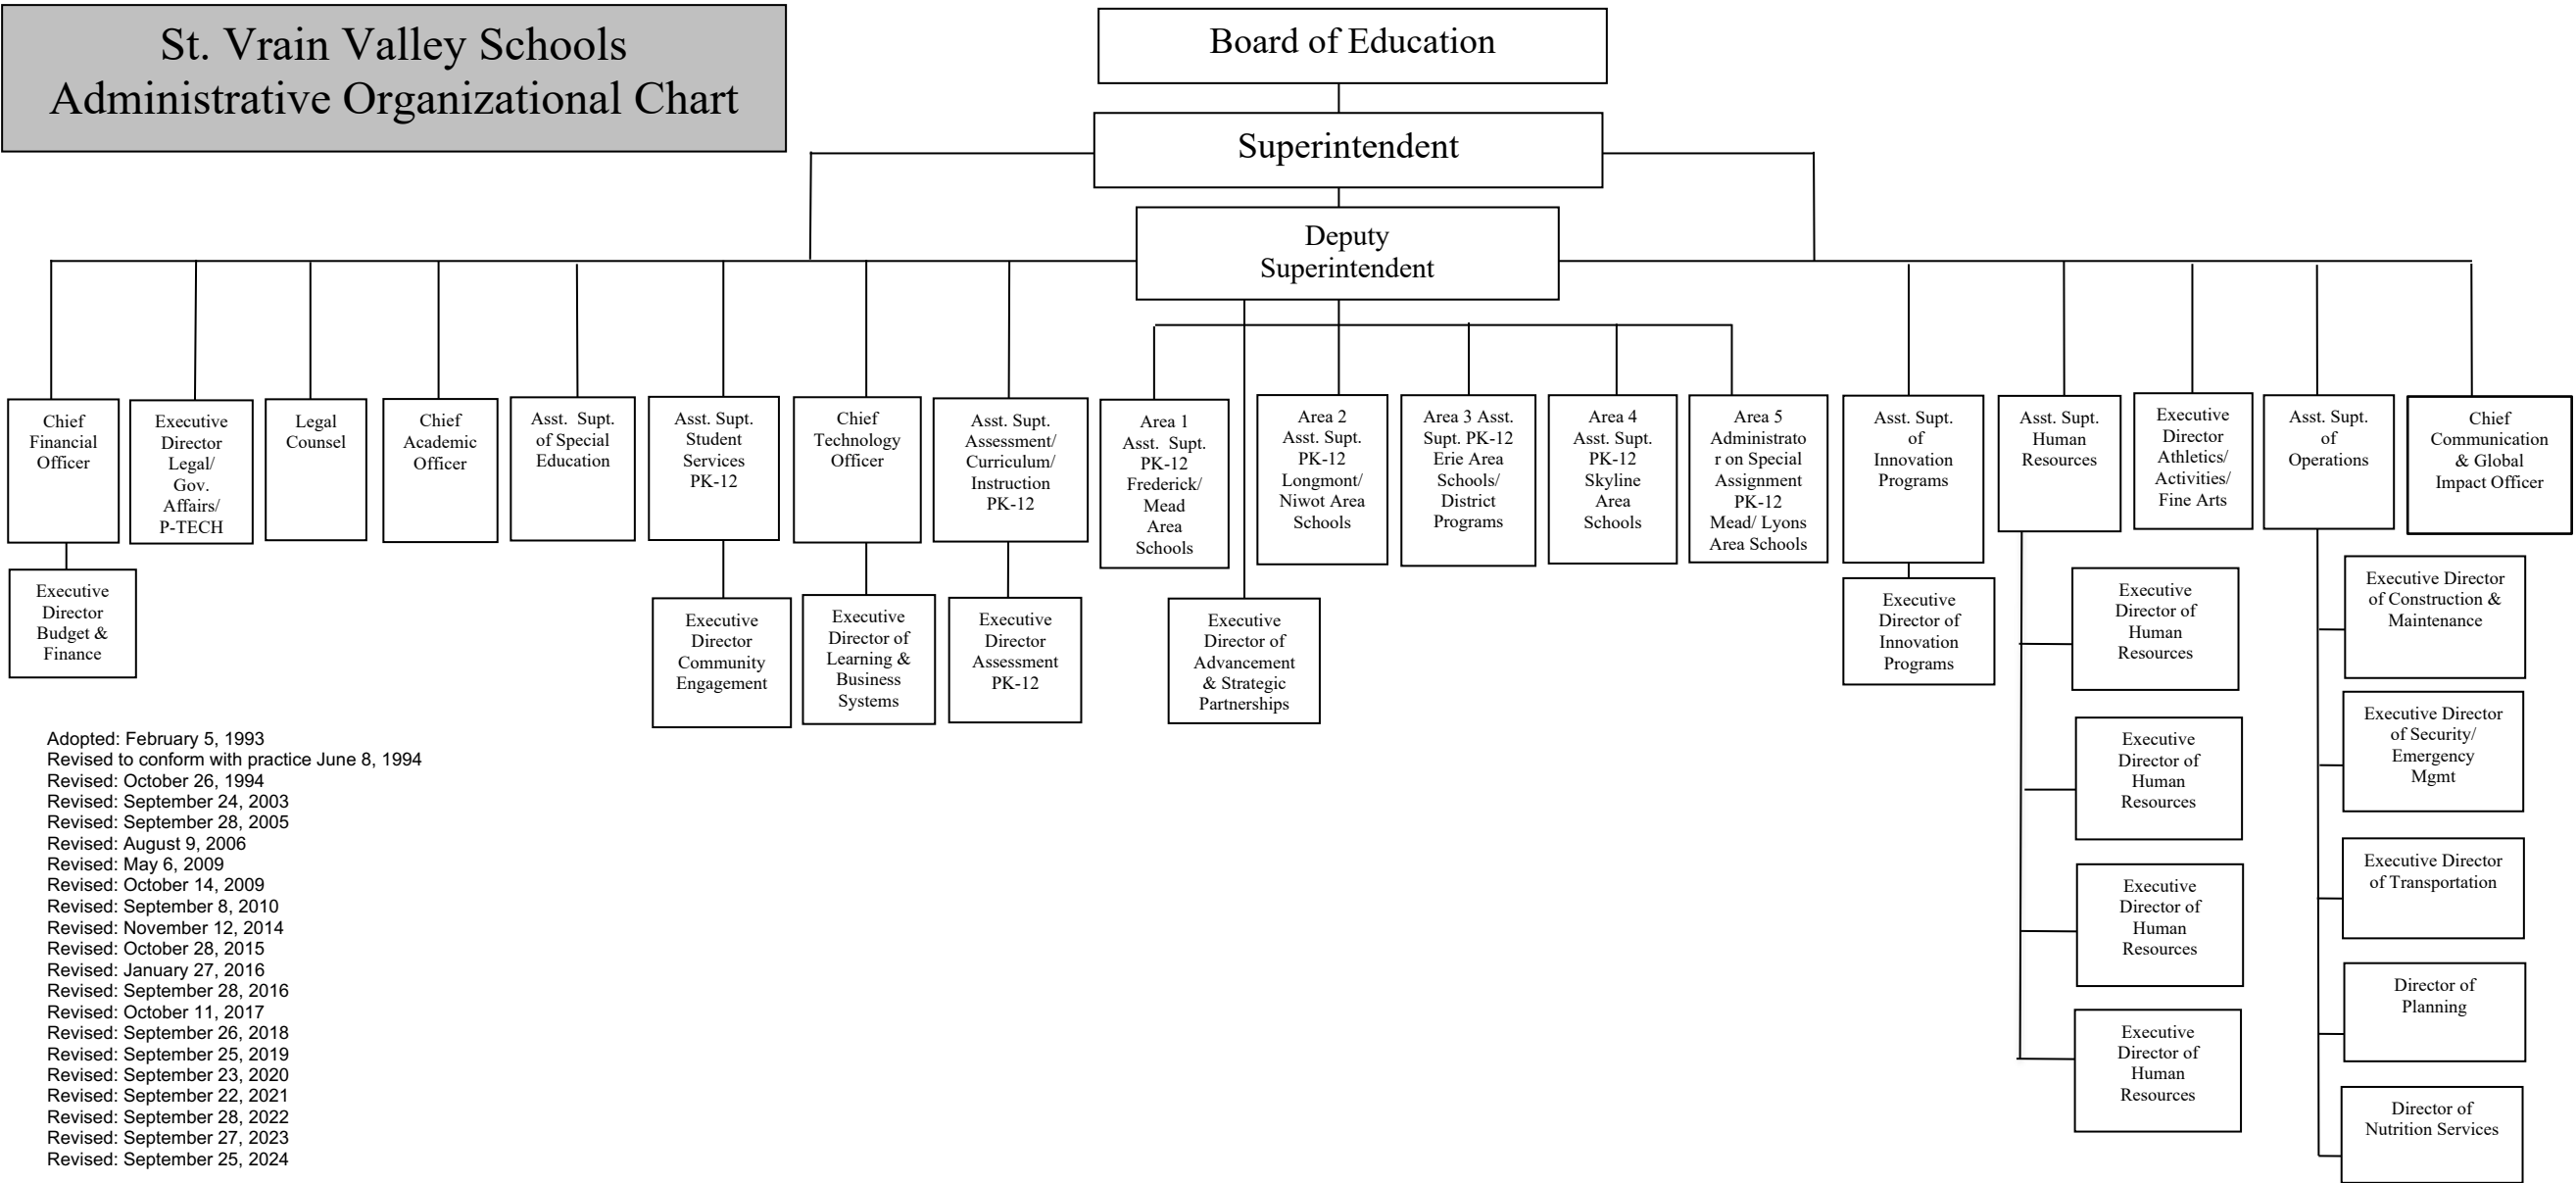 St. Vrain Valley Schools
Administrative Organizational Chart
Board of Education
Superintendent
Deputy
Superintendent
Chief
Financial
Officer
Executive
Director
Legal/
Gov.
Affairs/
P-TECH
Legal
Counsel
Chief
Academic
Officer
Asst. Supt.
of Special
Education
Asst. Supt.
Student
Services
PK-12
Chief
Technology
Officer
Asst. Supt.
Assessment/
Curriculum/
Instruction
PK-12
Area 1
Asst. Supt.
PK-12
Frederick/
Mead
Area
Schools
Area 2
Asst. Supt.
PK-12
Longmont/
Niwot Area
Schools
Area 3 Asst.
Supt. PK-12
Erie Area
Schools/
District
Programs
Area 4
Asst. Supt.
PK-12
Skyline
Area
Schools
Area 5
Administrato
r on Special
Assignment
PK-12
Mead/ Lyons
Area Schools
Asst. Supt.
of
Innovation
Programs
Asst. Supt.
Human
Resources
Executive
Director
Athletics/
Activities/
Fine Arts
Asst. Supt.
of
Operations
Chief
Communication
& Global
Impact Officer
Executive
Director
Budget &
Finance
Executive
Director
Community
Engagement
Executive
Director of
Learning &
Business
Systems
Executive
Director
Assessment
PK-12
Executive
Director of
Advancement
& Strategic
Partnerships
Executive
Director of
Innovation
Programs
Executive
Director of
Human
Resources
Executive
Director of
Human
Resources
Executive
Director of
Human
Resources
Executive
Director of
Human
Resources
Executive Director
of Construction &
Maintenance
Executive Director
of Security/
Emergency
Mgmt
Executive Director
of Transportation
Director of
Planning
Director of
Nutrition Services
Adopted: February 5, 1993
Revised to conform with practice June 8, 1994
Revised: October 26, 1994
Revised: September 24, 2003
Revised: September 28, 2005
Revised: August 9, 2006
Revised: May 6, 2009
Revised: October 14, 2009
Revised: September 8, 2010
Revised: November 12, 2014
Revised: October 28, 2015
Revised: January 27, 2016
Revised: September 28, 2016
Revised: October 11, 2017
Revised: September 26, 2018
Revised: September 25, 2019
Revised: September 23, 2020
Revised: September 22, 2021
Revised: September 28, 2022
Revised: September 27, 2023
Revised: September 25, 2024